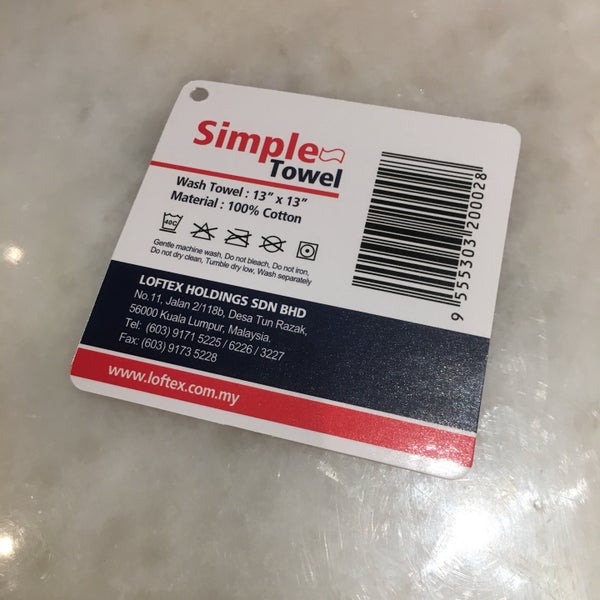 Simple
Towel
Wash Towel : 13” x 13”
Material : 100% Cotton
40C
Gentle machine wash, Do not bleach, Do not iron,
Do not dry clean, Tumble dry low, Wash separately
9 555303 200028
LOFTEX HOLDINGS SDN BHD
No.11, Jalan 2/118b, Desa Tun Razak,
56000 Kuala Lumpur, Malaysia.
Tel: (603) 9171 5225 / 6226 / 3227
Fax: (603) 9173 5228
www.loftex.com.my